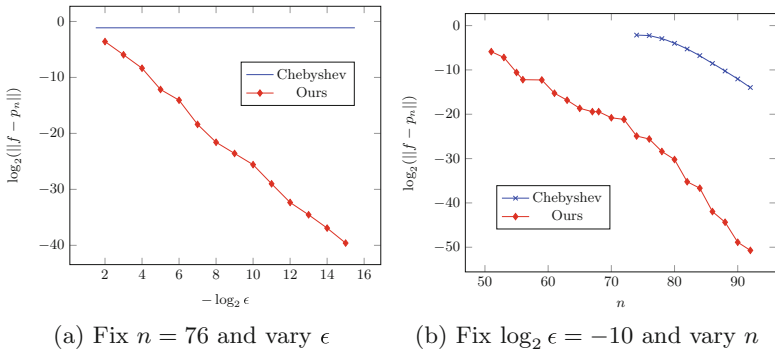 0
−10
−20
−30
−40
2 4 6 8 10 12 14 16
log₂(||f − pₙ||)
− log₂ ϵ
Chebyshev
Ours
(a) Fix n = 76 and vary ϵ
0
−10
−20
−30
−40
−50
50 60 70 80 90
log₂(||f − pₙ||)
n
Chebyshev
Ours
(b) Fix log₂ ϵ = −10 and vary n